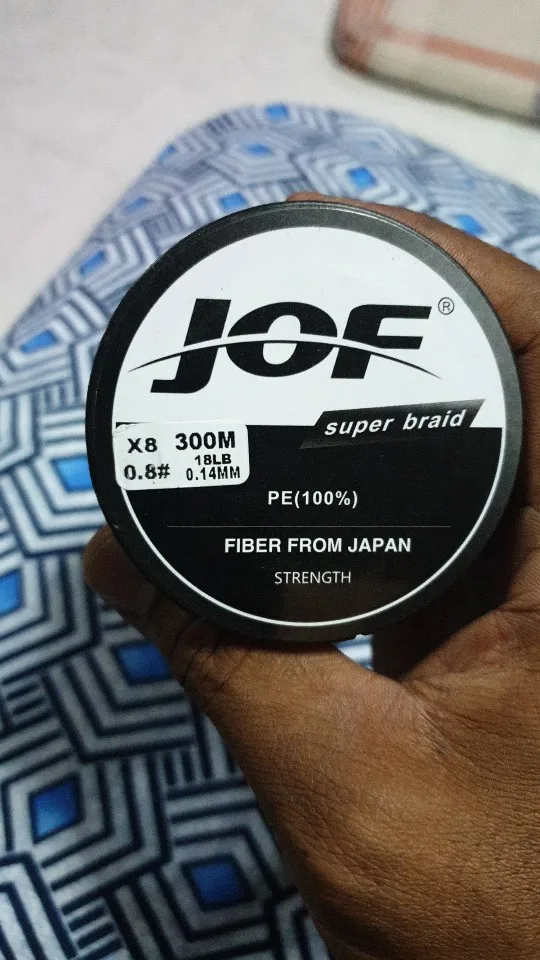 JOF®
super braid
X8 300M
18LB
0.8# 0.14MM
PE(100%)
FIBER FROM JAPAN
STRENGTH